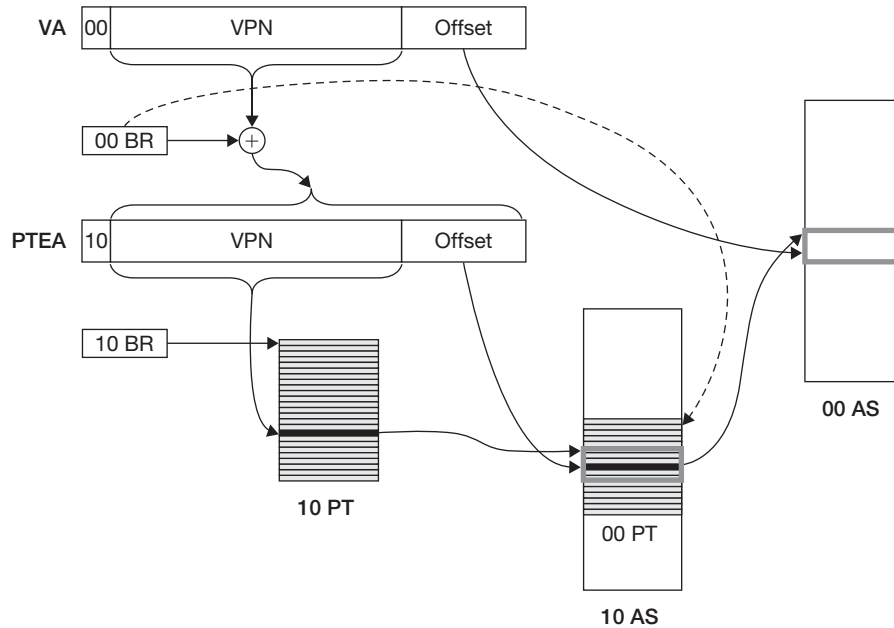 VA 00 VPN Offset
00 BR +
PTEA 10 VPN Offset
10 BR
00 AS
10 PT
00 PT
10 AS